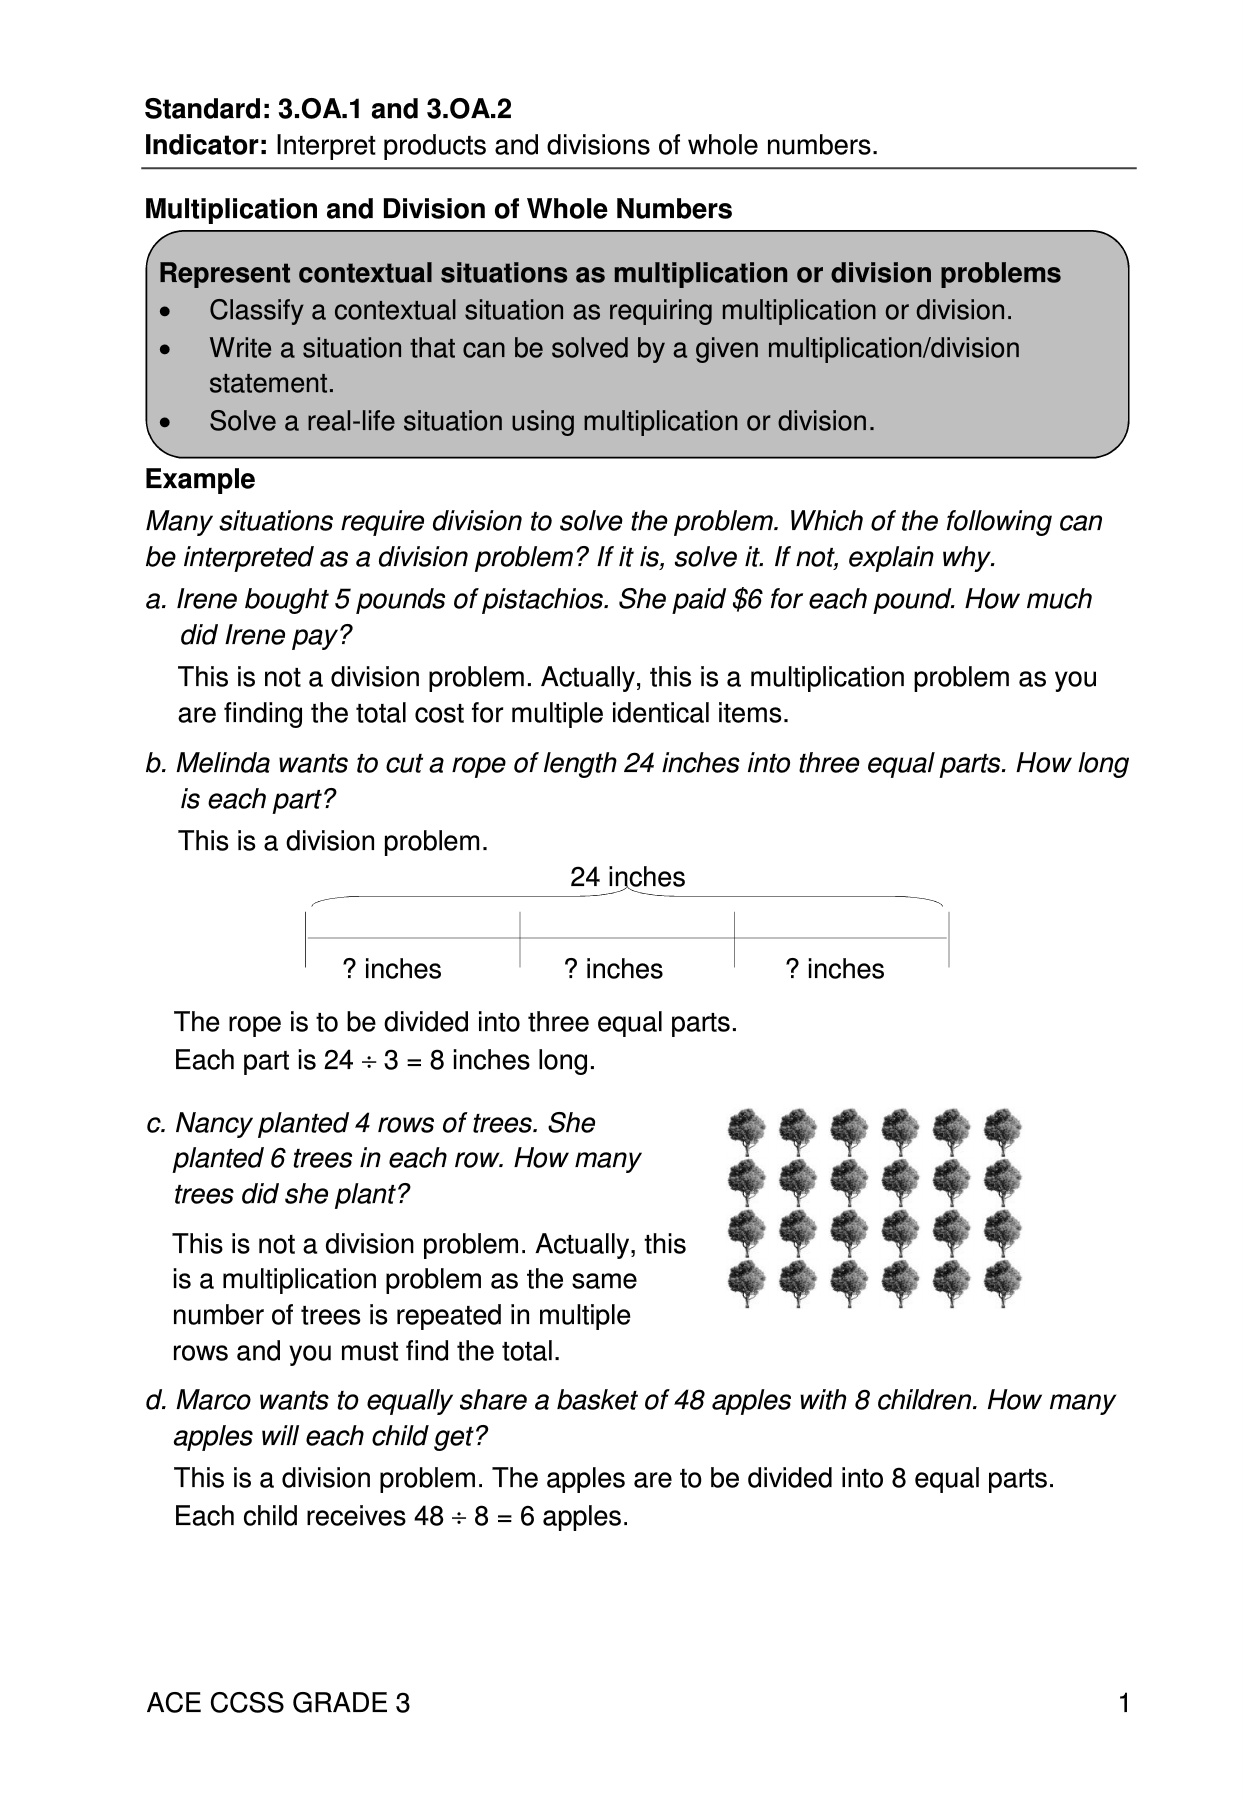 Standard: 3.OA.1 and 3.OA.2
Indicator: Interpret products and divisions of whole numbers.
Multiplication and Division of Whole Numbers
Represent contextual situations as multiplication or division problems
• Classify a contextual situation as requiring multiplication or division.
• Write a situation that can be solved by a given multiplication/division
statement.
• Solve a real-life situation using multiplication or division.
Example
Many situations require division to solve the problem. Which of the following can
be interpreted as a division problem? If it is, solve it. If not, explain why.
a. Irene bought 5 pounds of pistachios. She paid $6 for each pound. How much
did Irene pay?
This is not a division problem. Actually, this is a multiplication problem as you
are finding the total cost for multiple identical items.
b. Melinda wants to cut a rope of length 24 inches into three equal parts. How long
is each part?
This is a division problem.
24 inches
? inches ? inches ? inches
The rope is to be divided into three equal parts.
Each part is 24 ÷ 3 = 8 inches long.
c. Nancy planted 4 rows of trees. She
planted 6 trees in each row. How many
trees did she plant?
This is not a division problem. Actually, this
is a multiplication problem as the same
number of trees is repeated in multiple
rows and you must find the total.
d. Marco wants to equally share a basket of 48 apples with 8 children. How many
apples will each child get?
This is a division problem. The apples are to be divided into 8 equal parts.
Each child receives 48 ÷ 8 = 6 apples.
ACE CCSS GRADE 3 1